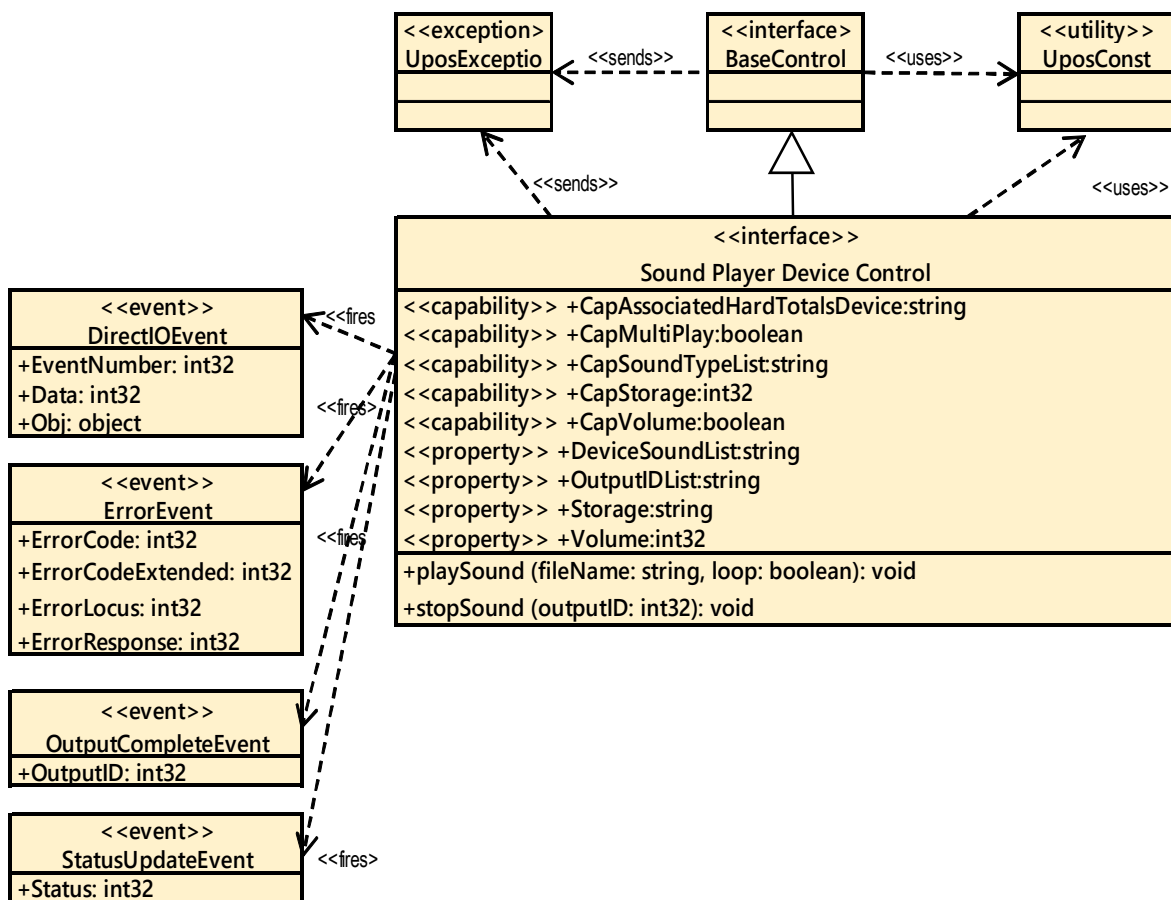 <<exception>
UposExceptio
<<sends>>
<<interface>
BaseControl
<<uses>>
<<utility>>
UposConst
<<sends>>
<<uses>>
<<interface>>
Sound Player Device Control
<<capability>> +CapAssociatedHardTotalsDevice:string
<<capability>> +CapMultiPlay:boolean
<<capability>> +CapSoundTypeList:string
<<capability>> +CapStorage:int32
<<capability>> +CapVolume:boolean
<<property>> +DeviceSoundList:string
<<property>> +OutputIDList:string
<<property>> +Storage:string
<<property>> +Volume:int32
+playSound (fileName: string, loop: boolean): void
+stopSound (outputID: int32): void
<<event>>
DirectIOEvent
+EventNumber: int32
+Data: int32
+Obj: object
<<fires
<<fires>
<<event>>
ErrorEvent
+ErrorCode: int32
+ErrorCodeExtended: int32
+ErrorLocus: int32
+ErrorResponse: int32
<<fires
<<event>>
OutputCompleteEvent
+OutputID: int32
<<event>>
StatusUpdateEvent
+Status: int32
<<fires>